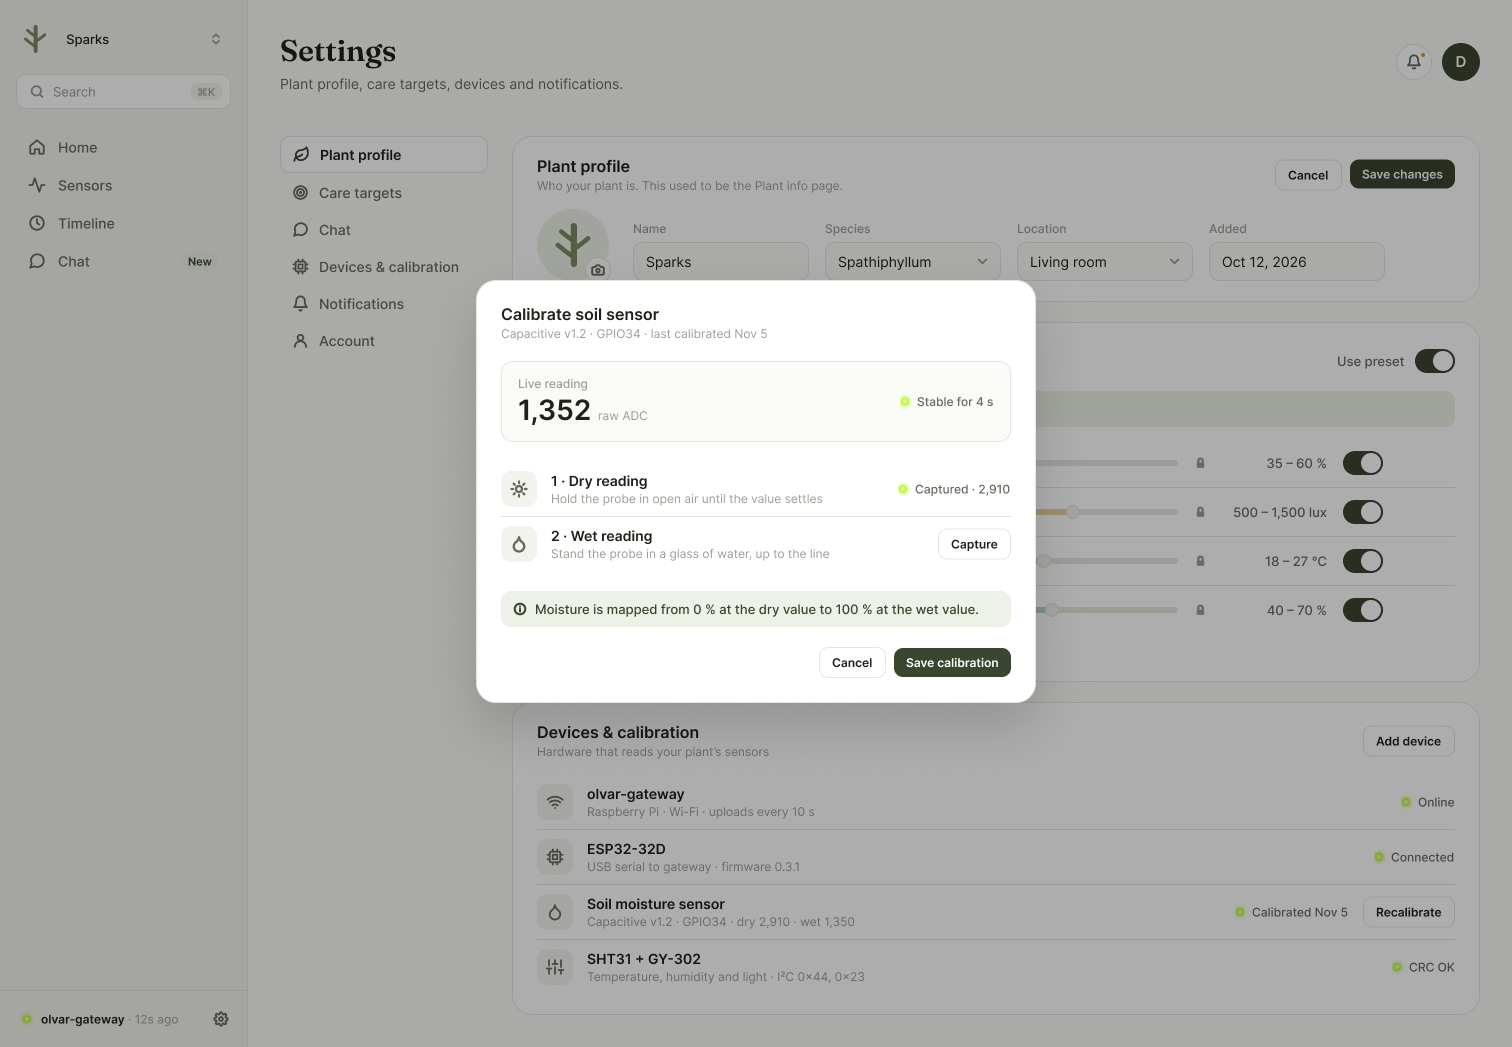 Sparks
Search ⌘K
Home
Sensors
Timeline
Chat New
olvar-gateway · 12s ago
Settings
Plant profile, care targets, devices and notifications.
D
Plant profile
Care targets
Chat
Devices & calibration
Notifications
Account
Plant profile
Who your plant is. This used to be the Plant info page.
Cancel
Save changes
Name
Species
Location
Added
Sparks
Spathiphyllum
Living room
Oct 12, 2026
Use preset
35 – 60 %
500 – 1,500 lux
18 – 27 °C
40 – 70 %
Calibrate soil sensor
Capacitive v1.2 · GPIO34 · last calibrated Nov 5
Live reading
1,352 raw ADC
Stable for 4 s
1 · Dry reading
Hold the probe in open air until the value settles
Captured · 2,910
2 · Wet reading
Stand the probe in a glass of water, up to the line
Capture
Moisture is mapped from 0 % at the dry value to 100 % at the wet value.
Cancel
Save calibration
Devices & calibration
Hardware that reads your plant's sensors
Add device
olvar-gateway
Raspberry Pi · Wi-Fi · uploads every 10 s
Online
ESP32-32D
USB serial to gateway · firmware 0.3.1
Connected
Soil moisture sensor
Capacitive v1.2 · GPIO34 · dry 2,910 · wet 1,350
Calibrated Nov 5
Recalibrate
SHT31 + GY-302
Temperature, humidity and light · I²C 0×44, 0×23
CRC OK